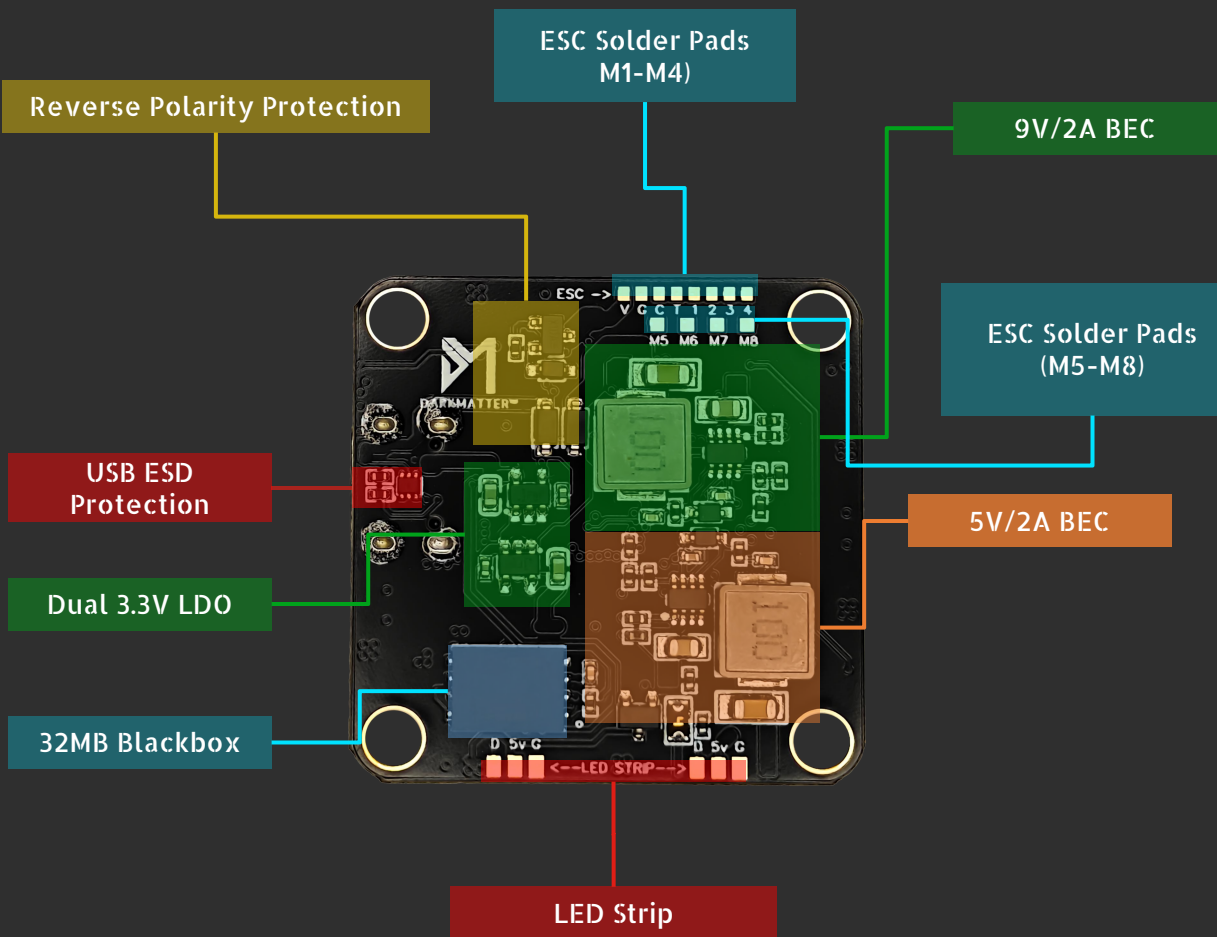 ESC Solder Pads
M1-M4)
Reverse Polarity Protection
9V/2A BEC
ESC ->
V G C T 1 2 3 4
M5 M6 M7 M8
ESC Solder Pads
(M5-M8)
DARKMATTER
100
USB ESD
Protection
5V/2A BEC
Dual 3.3V LDO
100
32MB Blackbox
D 5v G
<--LED STRIP-->
D 5v G
LED Strip